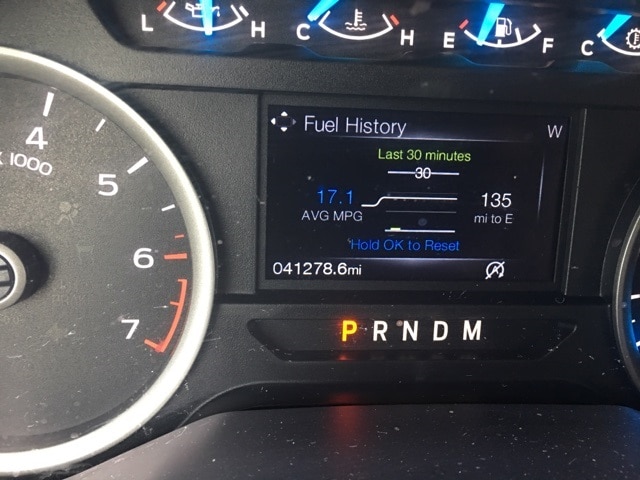 L H C H E F C
4
X 1000
5
6
7
Fuel History W
Last 30 minutes
30
17.1 135
AVG MPG mi to E
Hold OK to Reset
041278.6mi
P R N D M